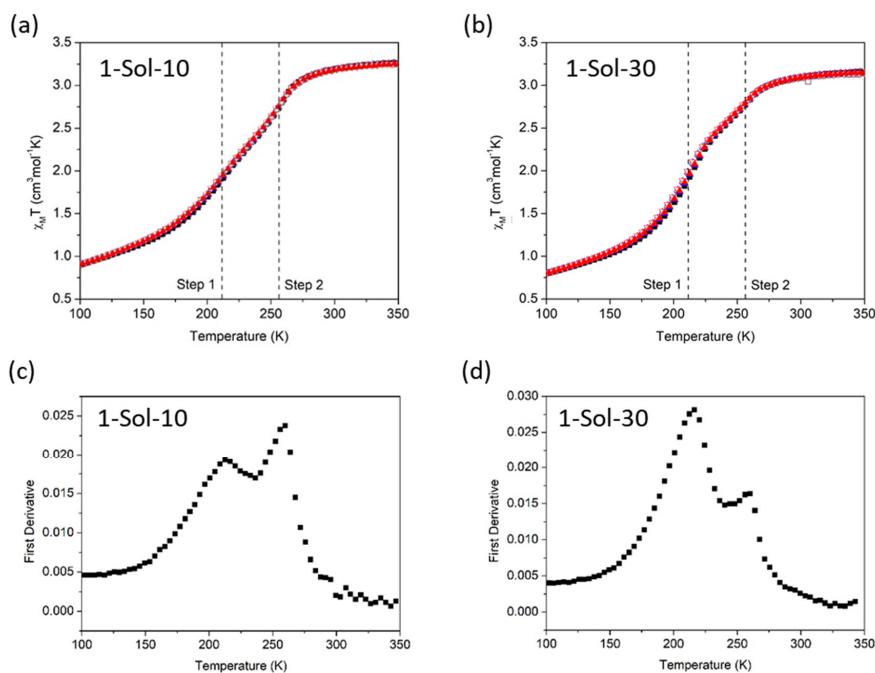 (a)
1-Sol-10
3.5
3.0
2.5
2.0
1.5
1.0
0.5
χMT (cm³mol⁻¹K)
Step 1
Step 2
100 150 200 250 300 350
Temperature (K)
(b)
1-Sol-30
3.5
3.0
2.5
2.0
1.5
1.0
0.5
χMT (cm³mol⁻¹K)
Step 1
Step 2
100 150 200 250 300 350
Temperature (K)
(c)
1-Sol-10
0.025
0.020
0.015
0.010
0.005
0.000
First Derivative
100 150 200 250 300 350
Temperature (K)
(d)
1-Sol-30
0.030
0.025
0.020
0.015
0.010
0.005
0.000
First Derivative
100 150 200 250 300 350
Temperature (K)